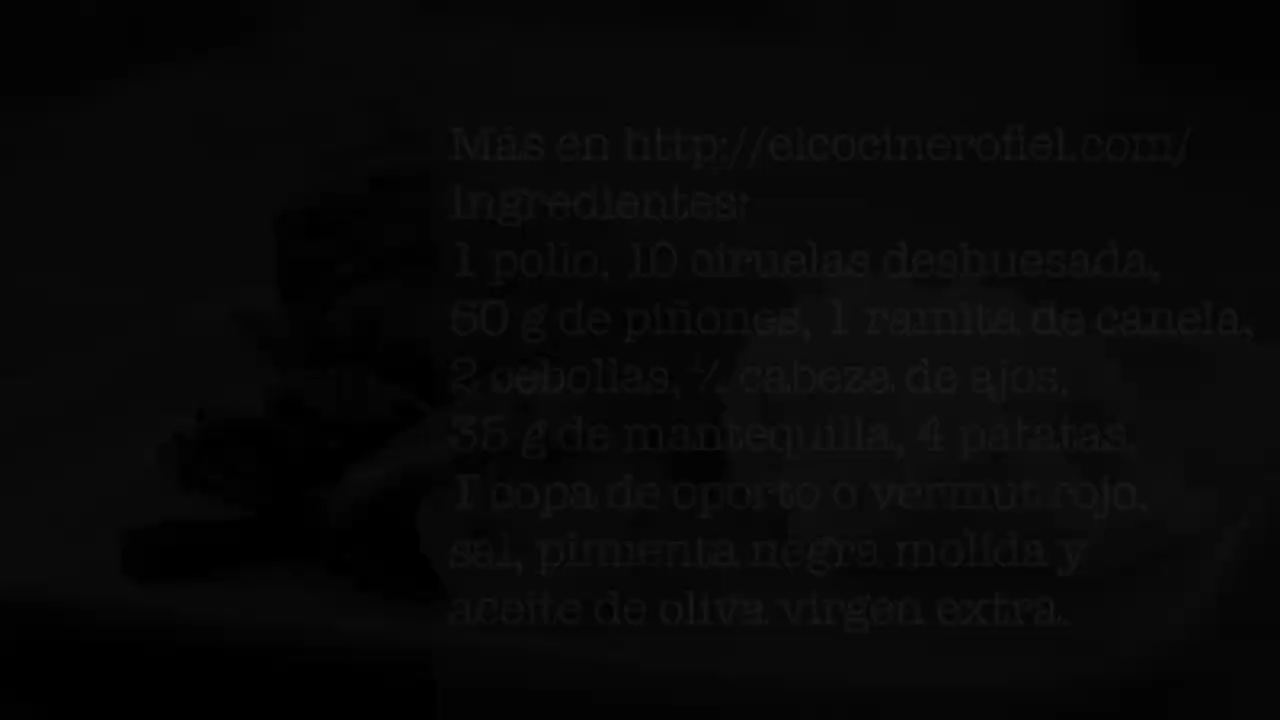 Más en http://elcocinerofiel.com/
Ingredientes:
1 pollo, 10 ciruelas deshuesada,
50 g de piñones, 1 ramita de canela,
2 cebollas, ½ cabeza de ajos,
35 g de mantequilla, 4 patatas,
1 copa de oporto o vermut rojo,
sal, pimienta negra molida y
aceite de oliva virgen extra.